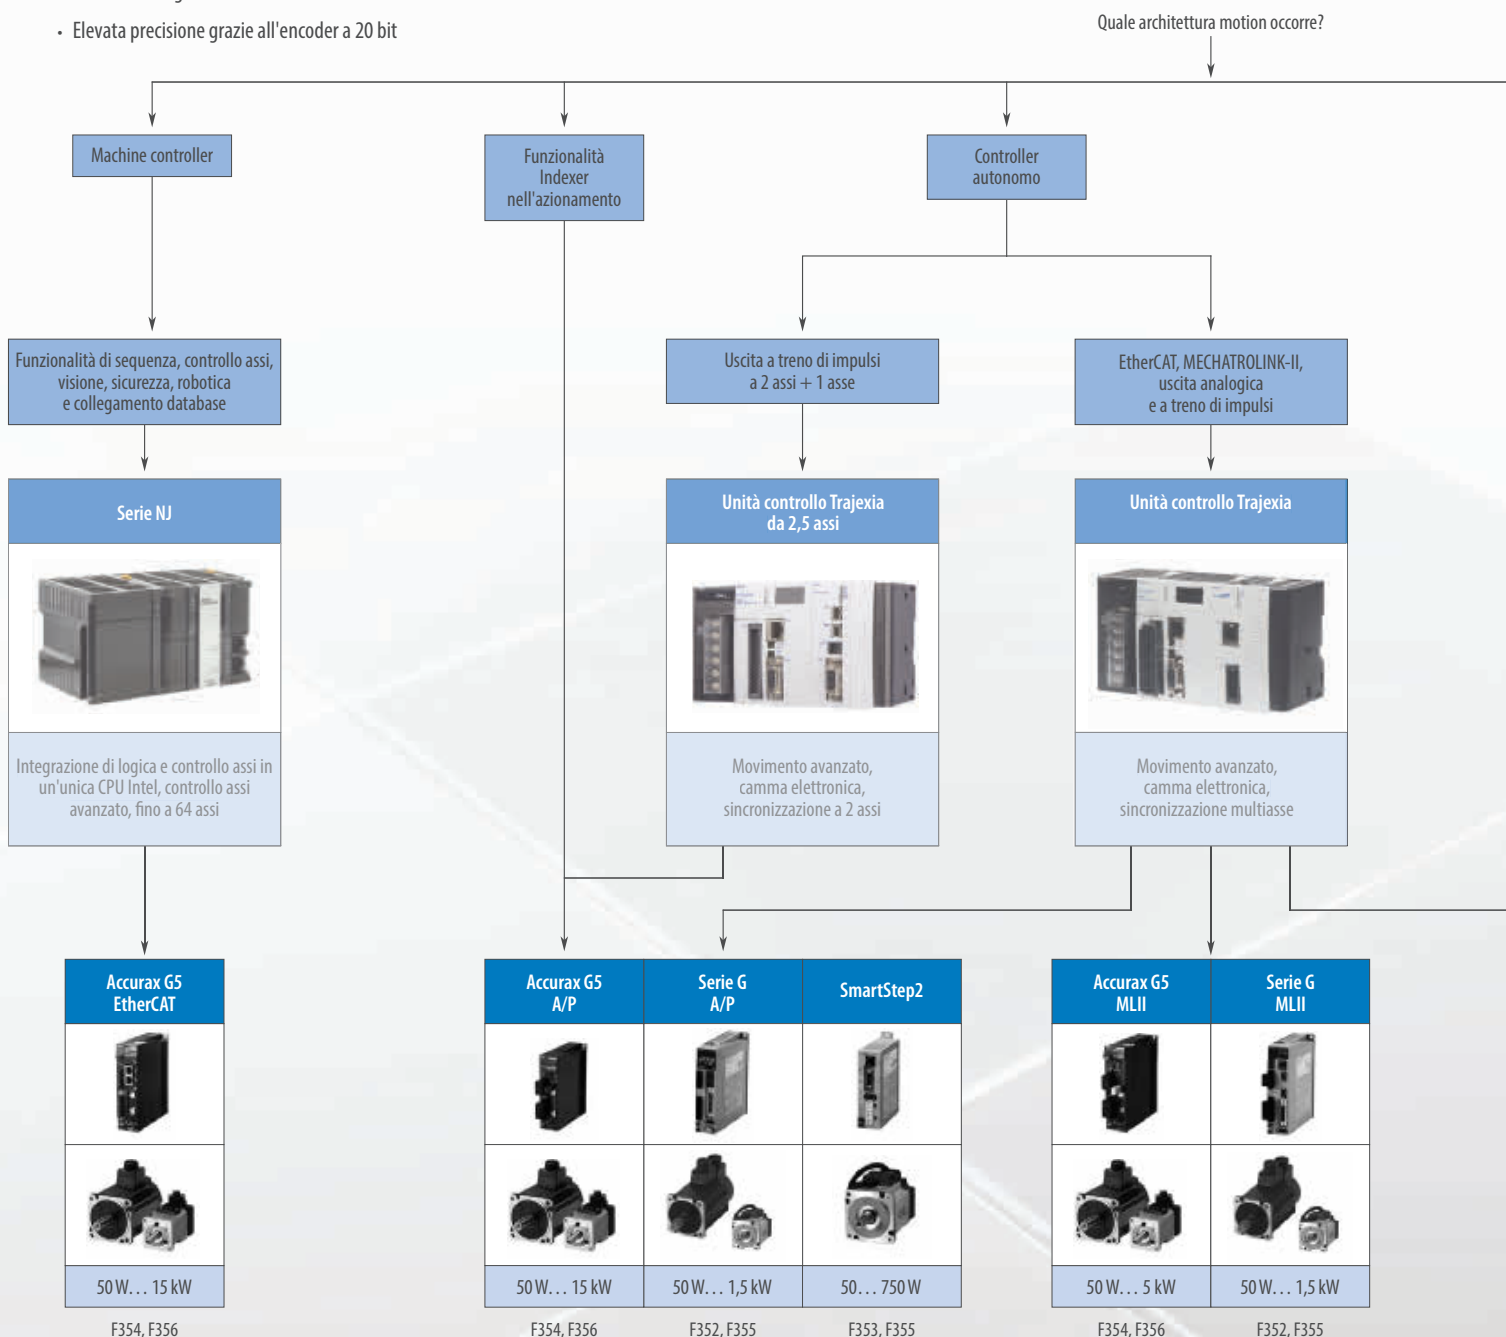 • Elevata precisione grazie all'encoder a 20 bit
Quale architettura motion occorre?
Machine controller
Funzionalità
Indexer
nell'azionamento
Controller
autonomo
Funzionalità di sequenza, controllo assi,
visione, sicurezza, robotica
e collegamento database
Uscita a treno di impulsi
a 2 assi + 1 asse
EtherCAT, MECHATROLINK-II,
uscita analogica
e a treno di impulsi
Serie NJ
Unità controllo Trajexia
da 2,5 assi
Unità controllo Trajexia
Integrazione di logica e controllo assi in
un'unica CPU Intel, controllo assi
avanzato, fino a 64 assi
Movimento avanzato,
camma elettronica,
sincronizzazione a 2 assi
Movimento avanzato,
camma elettronica,
sincronizzazione multiasse
Accurax G5
EtherCAT
Accurax G5
A/P
Serie G
A/P
SmartStep2
Accurax G5
MLII
Serie G
MLII
50 W… 15 kW
50 W… 15 kW
50 W… 1,5 kW
50… 750 W
50 W… 5 kW
50 W… 1,5 kW
F354, F356
F354, F356
F352, F355
F353, F355
F354, F356
F352, F355